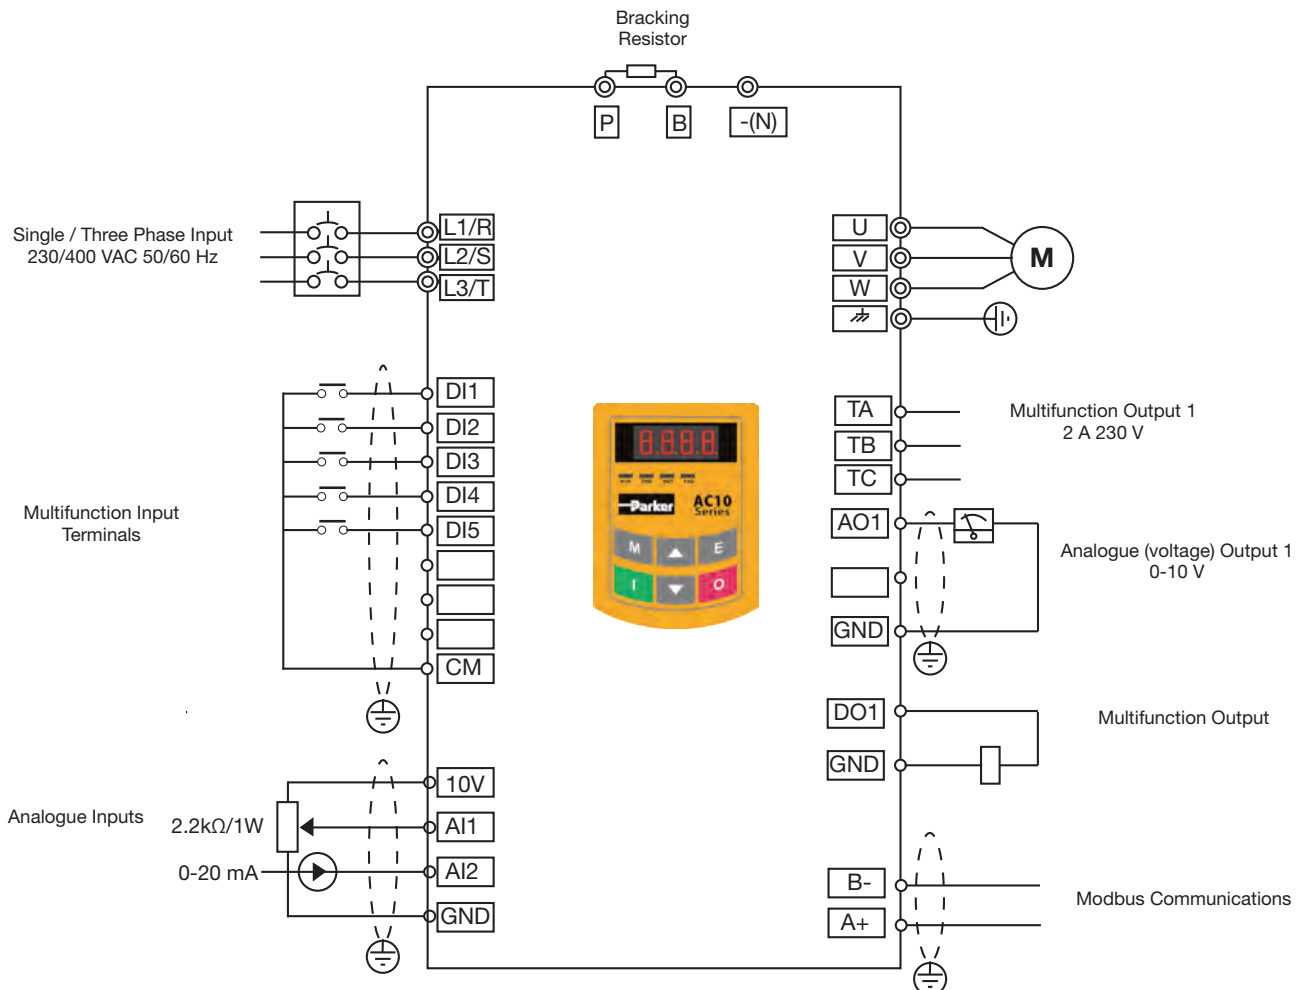 Bracking
Resistor
P
B
-(N)
Single / Three Phase Input
230/400 VAC 50/60 Hz
L1/R
L2/S
L3/T
U
V
W
M
Multifunction Input
Terminals
DI1
DI2
DI3
DI4
DI5
CM
8.8.8.8
Parker
AC10
Series
M
E
I
O
TA
TB
TC
Multifunction Output 1
2 A 230 V
AO1
GND
Analogue (voltage) Output 1
0-10 V
DO1
GND
Multifunction Output
Analogue Inputs
2.2kΩ/1W
0-20 mA
10V
AI1
AI2
GND
B-
A+
Modbus Communications